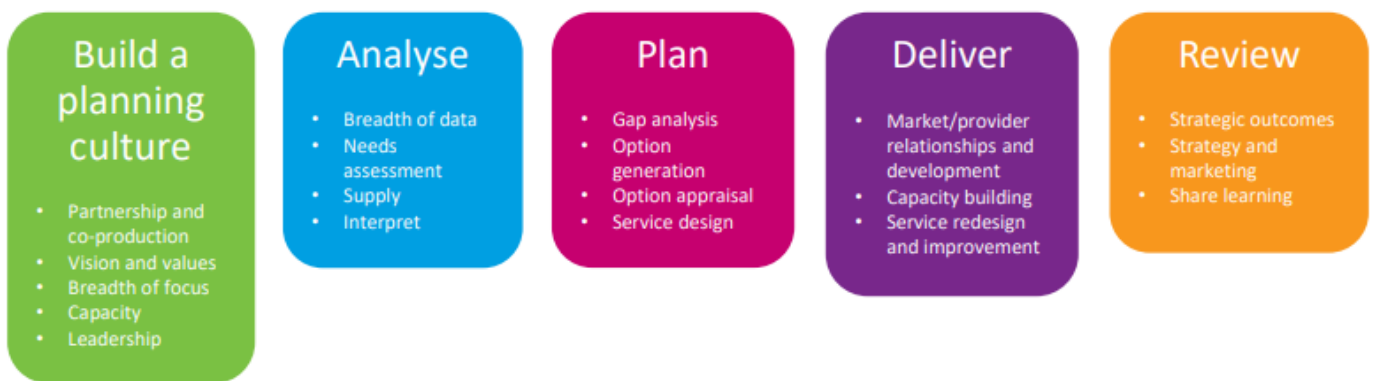 Build a
planning
culture
• Partnership and
co-production
• Vision and values
• Breadth of focus
• Capacity
• Leadership
Analyse
• Breadth of data
• Needs
assessment
• Supply
• Interpret
Plan
• Gap analysis
• Option
generation
• Option appraisal
• Service design
Deliver
• Market/provider
relationships and
development
• Capacity building
• Service redesign
and improvement
Review
• Strategic outcomes
• Strategy and
marketing
• Share learning